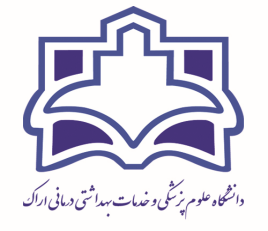 دانشگاه علوم پزشکی و خدمات بهداشتی درمانی اراک